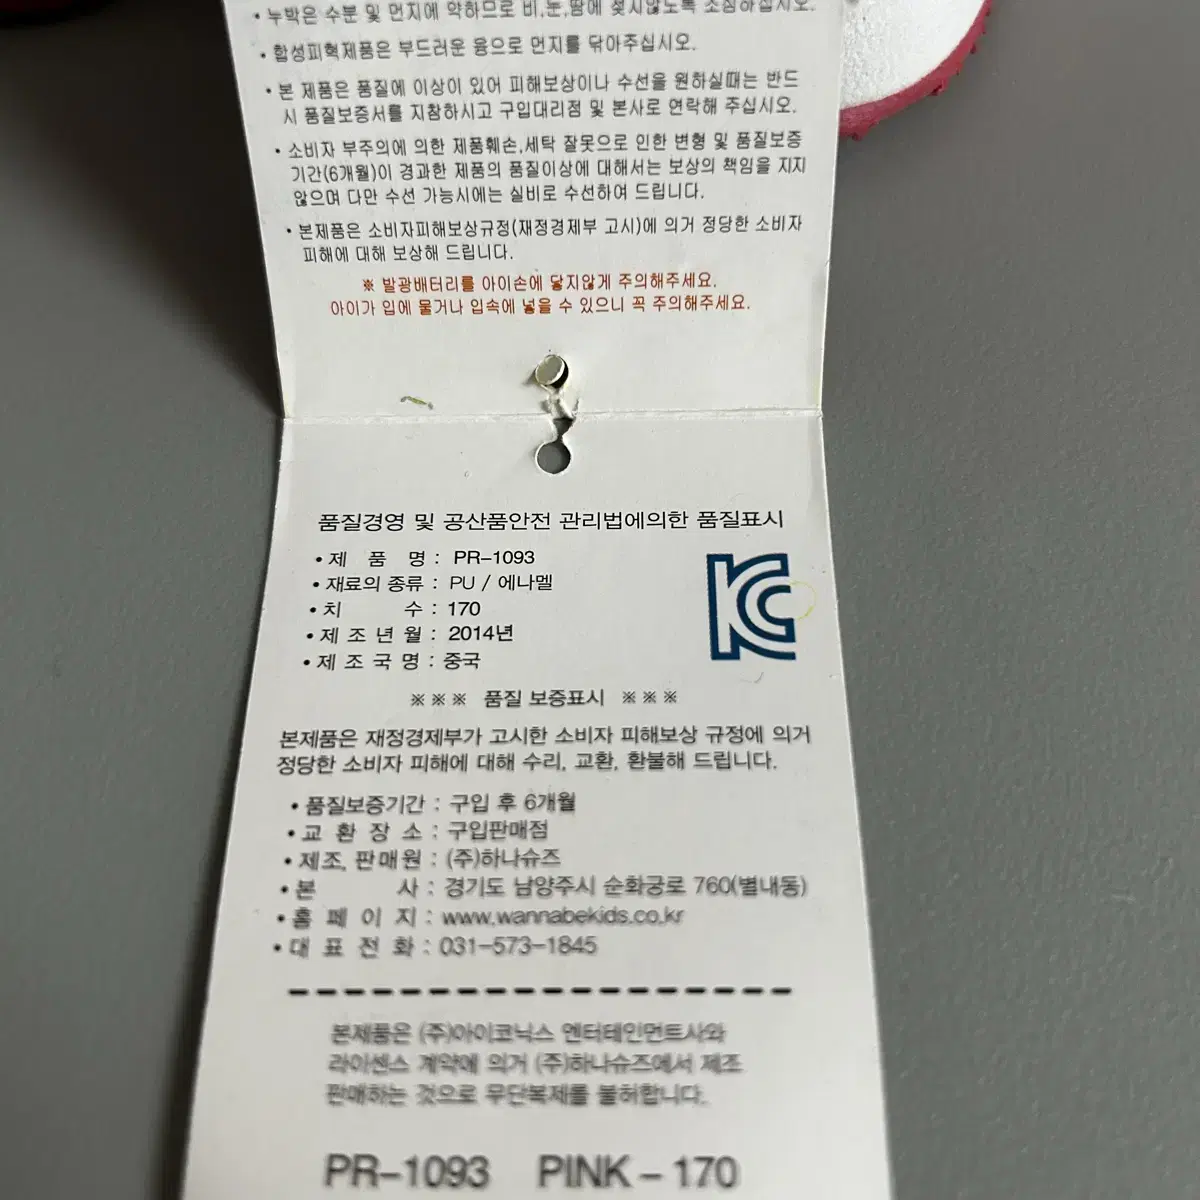 • 누박은 수분 및 먼지에 약하므로 비,눈,땀에 젖지않도록 조심하십시오.
• 합성피혁제품은 부드러운 융으로 먼지를 닦아주십시오.
• 본 제품은 품질에 이상이 있어 피해보상이나 수선을 원하실때는 반드
시 품질보증서를 지참하시고 구입대리점 및 본사로 연락해 주십시오.
• 소비자 부주의에 의한 제품훼손,세탁 잘못으로 인한 변형 및 품질보증
기간(6개월)이 경과한 제품의 품질이상에 대해서는 보상의 책임을 지지
않으며 다만 수선 가능시에는 실비로 수선하여 드립니다.
• 본제품은 소비자피해보상규정(재정경제부 고시)에 의거 정당한 소비자
피해에 대해 보상해 드립니다.
※ 발광배터리를 아이손에 닿지않게 주의해주세요.
아이가 입에 물거나 입속에 넣을 수 있으니 꼭 주의해주세요.
품질경영 및 공산품안전 관리법에의한 품질표시
• 제 품 명 : PR-1093
• 재료의 종류 : PU / 에나멜
• 치 수 : 170
• 제 조 년 월 : 2014년
• 제 조 국 명 : 중국
KC
※※※ 품질 보증표시 ※※※
본제품은 재정경제부가 고시한 소비자 피해보상 규정에 의거
정당한 소비자 피해에 대해 수리, 교환, 환불해 드립니다.
• 품질보증기간 : 구입 후 6개월
• 교 환 장 소 : 구입판매점
• 제조, 판매원 : (주)하나슈즈
• 본 사 : 경기도 남양주시 순화궁로 760(별내동)
• 홈 페 이 지 : www.wannabekids.co.kr
• 대 표 전 화 : 031-573-1845
본제품은 (주)아이코닉스 엔터테인먼트사와
라이센스 계약에 의거 (주)하나슈즈에서 제조
판매하는 것으로 무단복제를 불허합니다.
PR-1093 PINK - 170